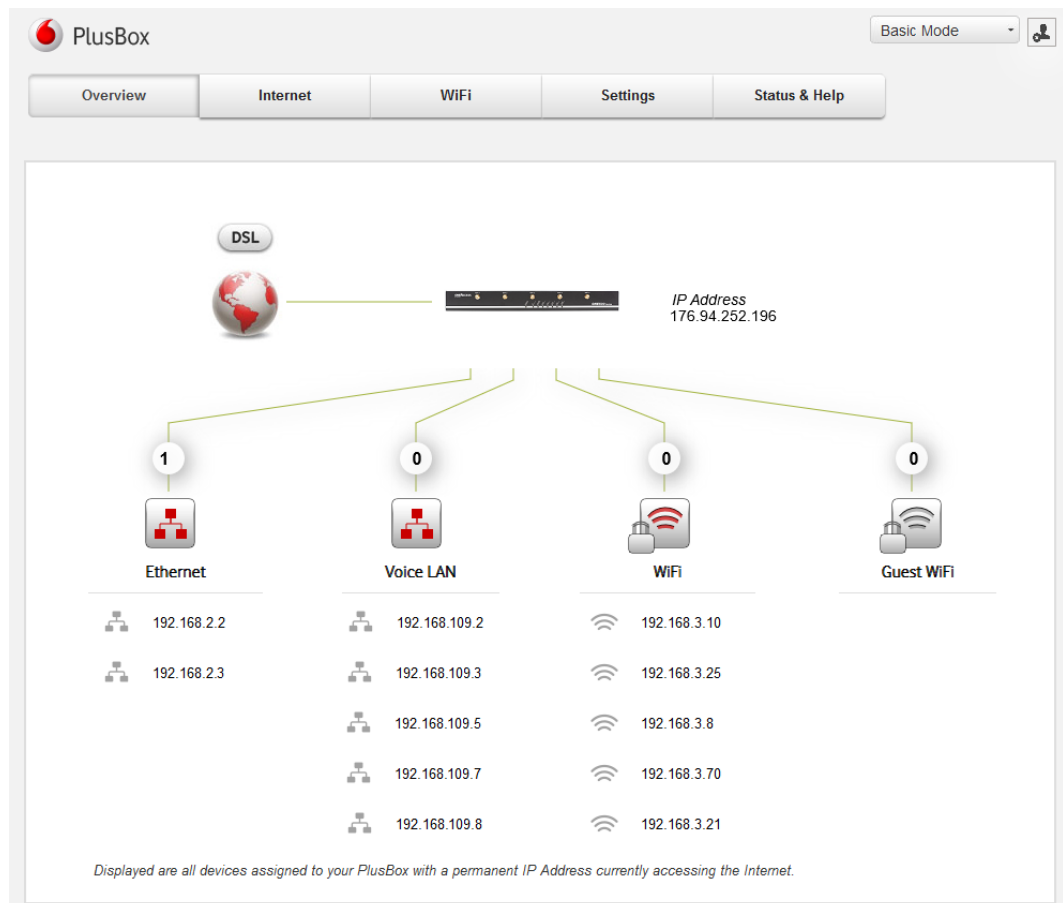 PlusBox
Basic Mode
Overview Internet WiFi Settings Status & Help
DSL
IP Address
176.94.252.196
1 0 0 0
Ethernet Voice LAN WiFi Guest WiFi
192.168.2.2 192.168.109.2 192.168.3.10
192.168.2.3 192.168.109.3 192.168.3.25
192.168.109.5 192.168.3.8
192.168.109.7 192.168.3.70
192.168.109.8 192.168.3.21
Displayed are all devices assigned to your PlusBox with a permanent IP Address currently accessing the Internet.